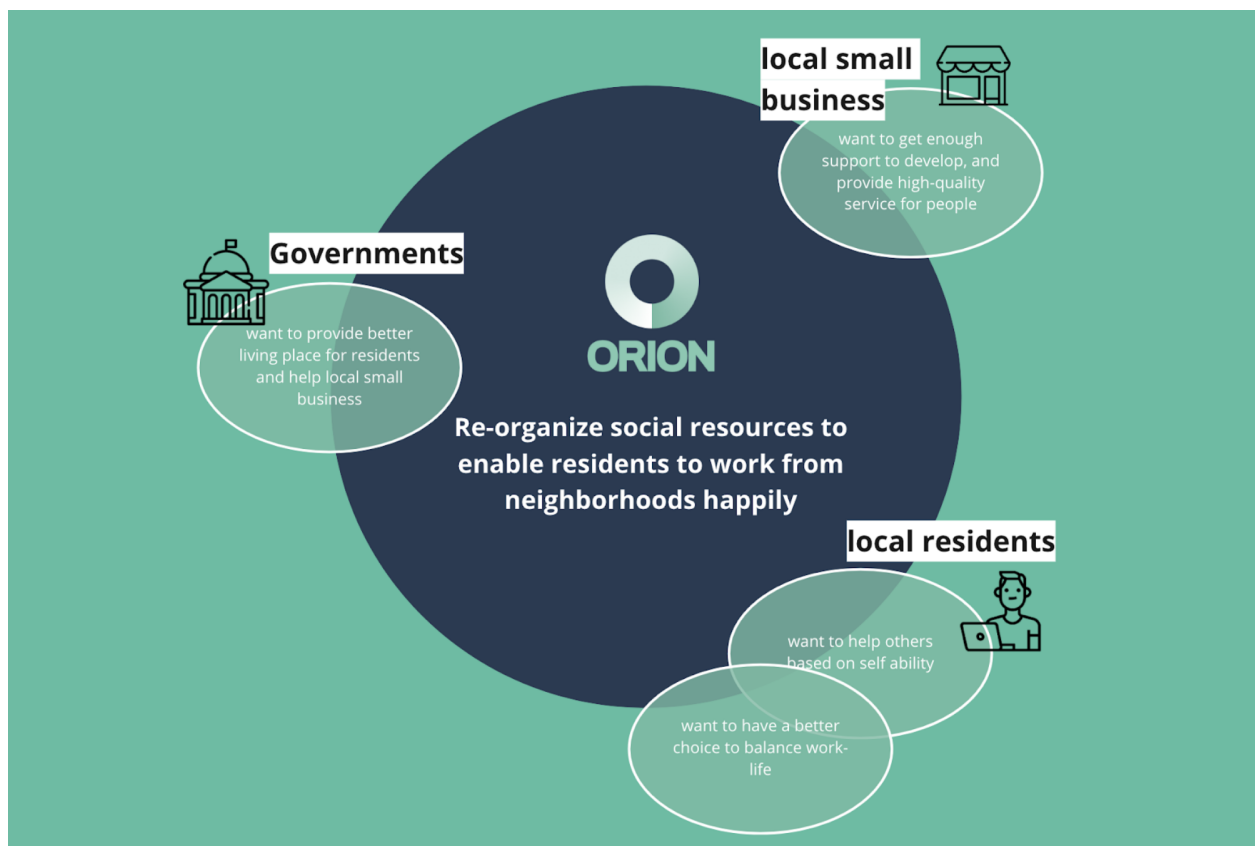 local small
business
want to get enough
support to develop, and
provide high-quality
service for people
Governments
want to provide better
living place for residents
and help local small
business
ORION
Re-organize social resources to
enable residents to work from
neighborhoods happily
local residents
want to help others
based on self ability
want to have a better
choice to balance work-
life